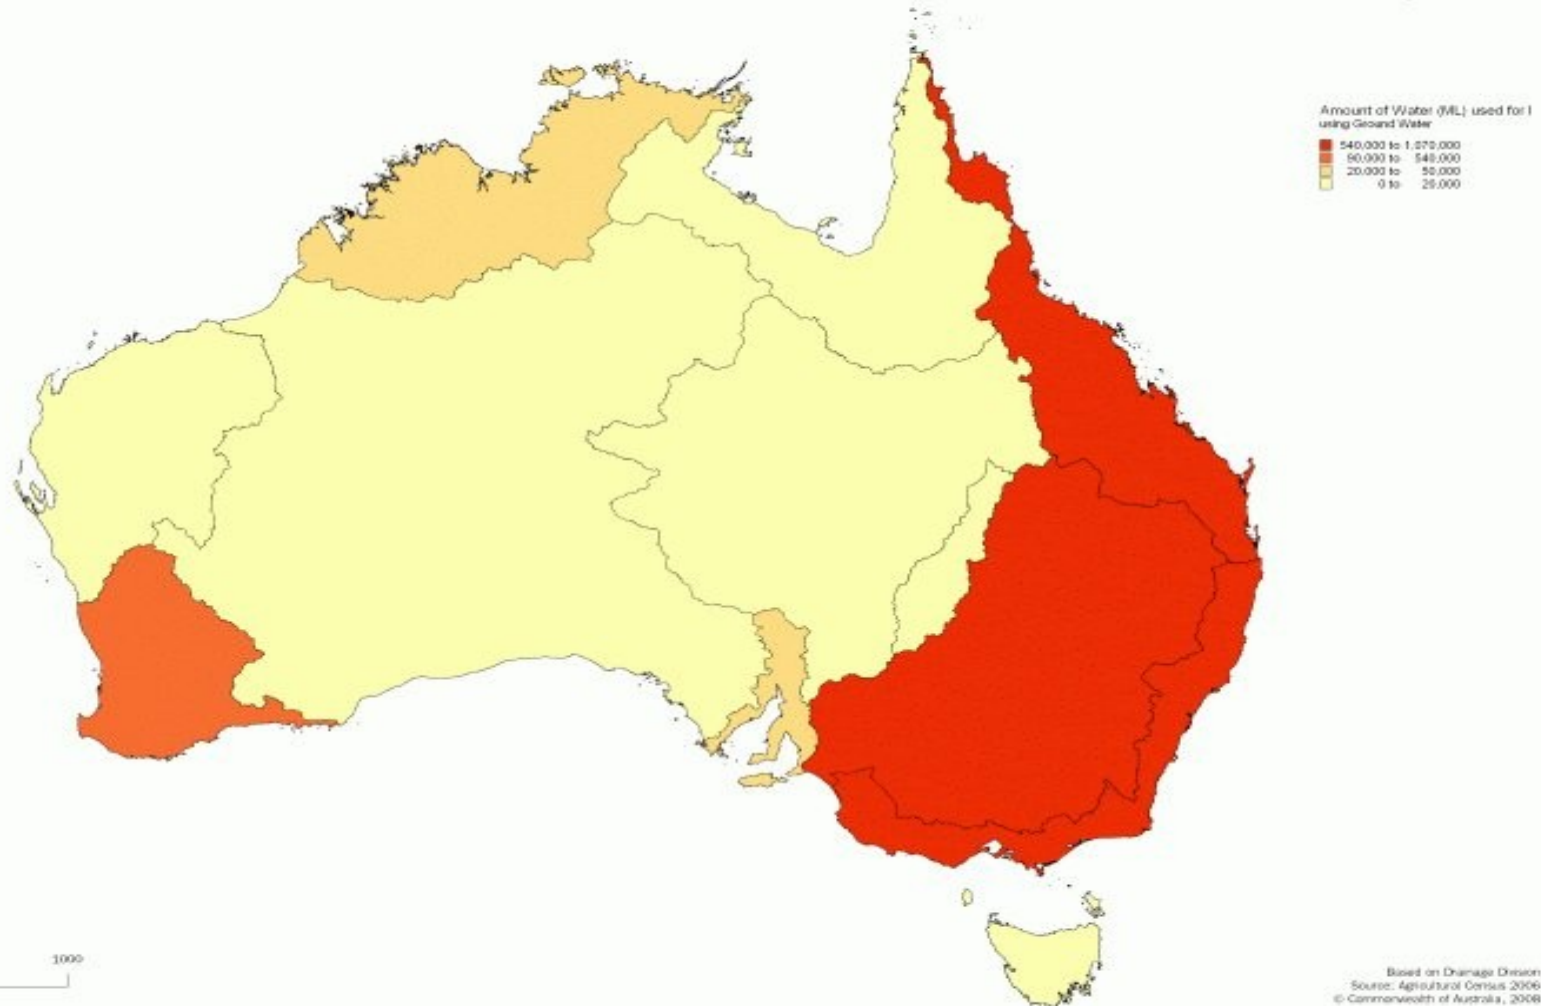 Amount of Water (ML) used for I
using Ground Water
540,000 to 1,070,000
90,000 to 540,000
20,000 to 50,000
0 to 20,000
1000
Based on Drainage Division
Source: Agricultural Census 2006
© Commonwealth of Australia, 2008